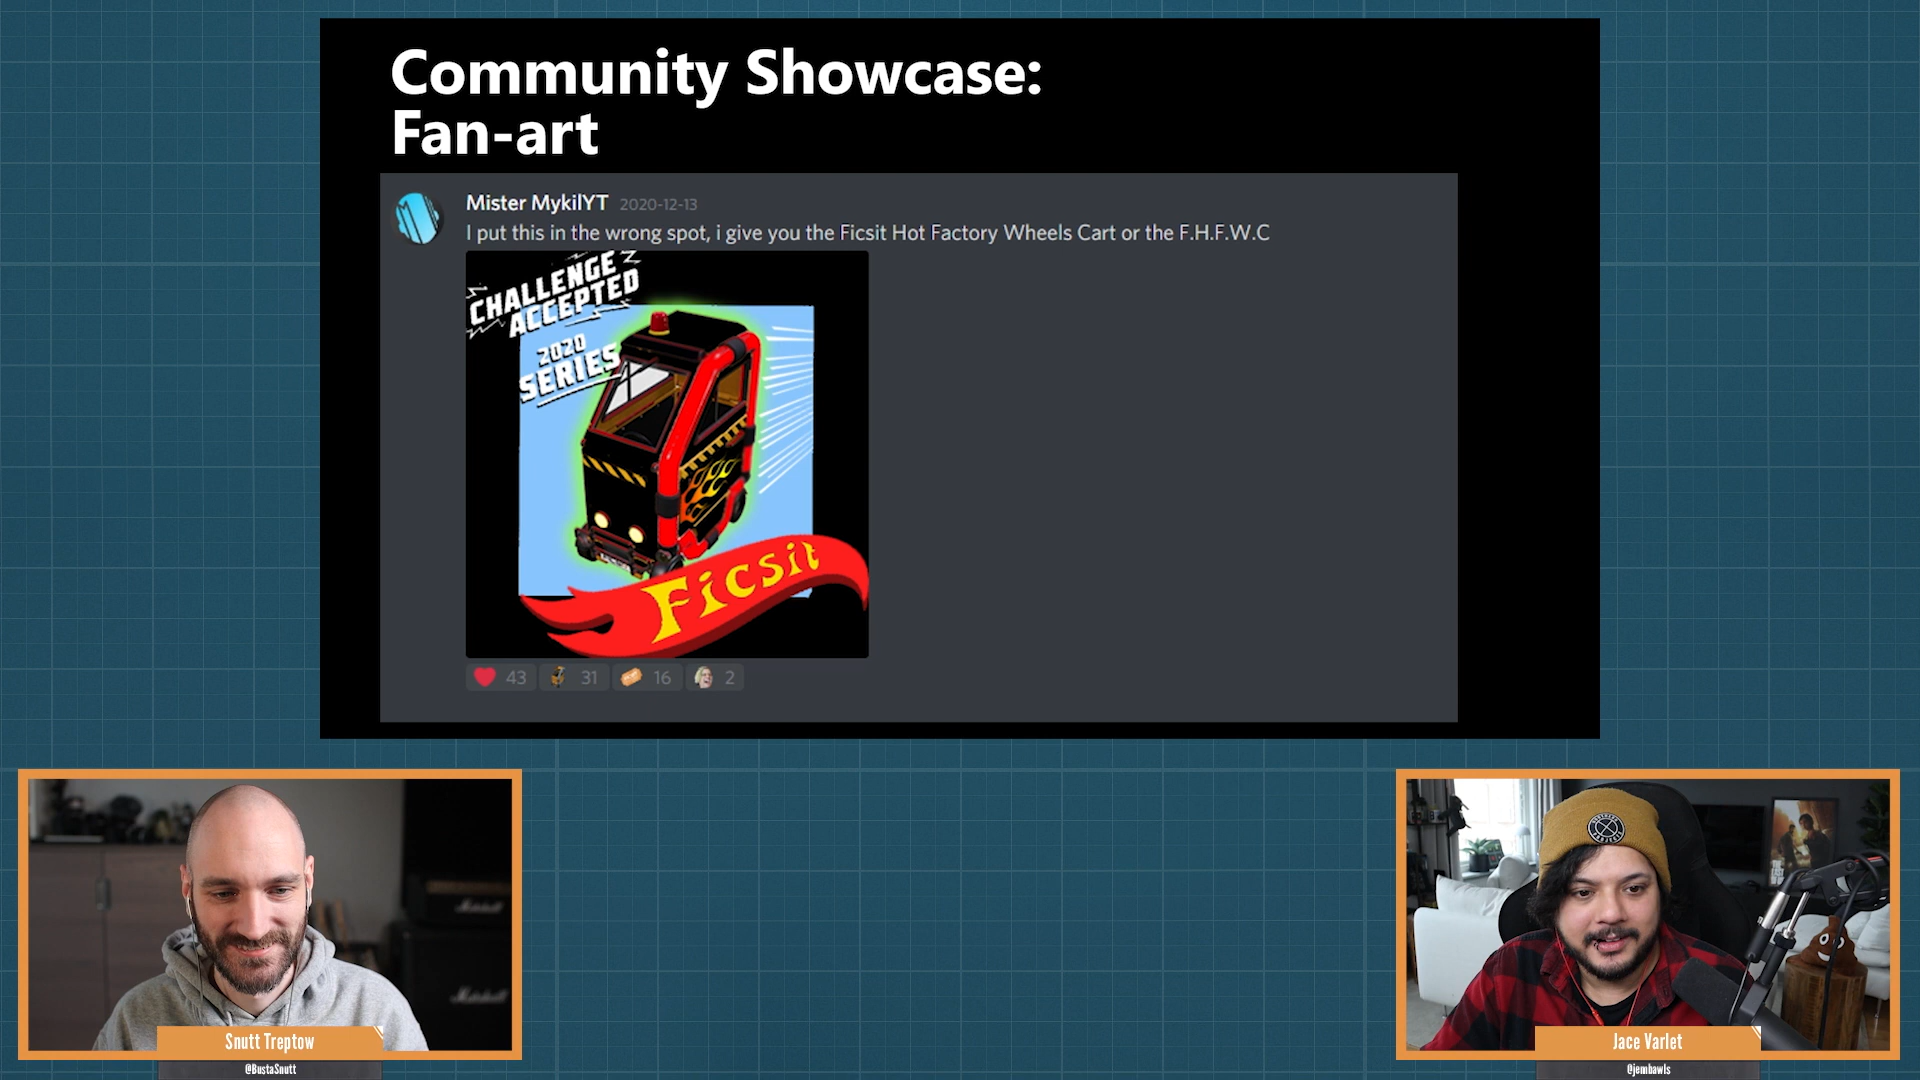 Community Showcase:
Fan-art
Mister MykilYT 2020-12-13
I put this in the wrong spot, i give you the Ficsit Hot Factory Wheels Cart or the F.H.F.W.C
CHALLENGE
ACCEPTED
2020
SERIES
Ficsit
43 31 16 2
Marshall
Marshall
Snutt Treptow
@BustaSnutt
Jace Varlet
@jembawls